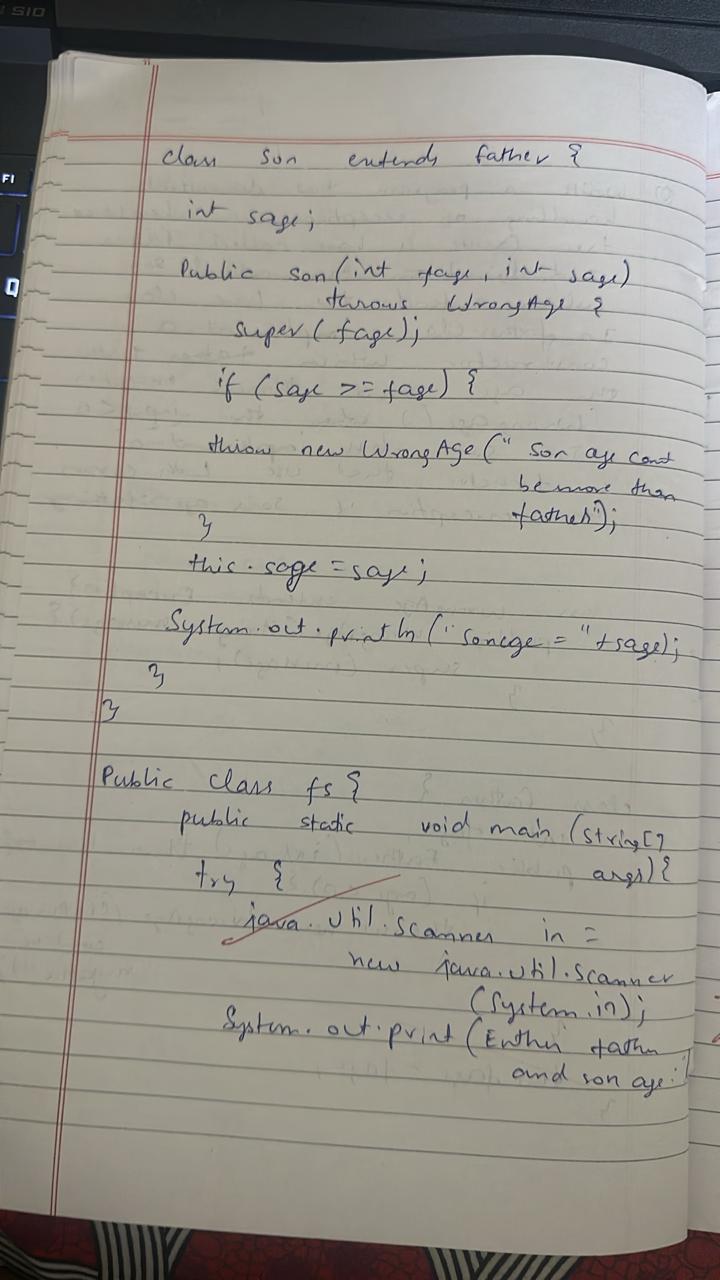 SIO
F1
Q
class son extends father {
int sage;
Public son(int fage, int sage)
throws WrongAge {
super(fage);
if (sage >= fage) {
throw new WrongAge(" Son age cant
be more than
father");
}
this.sage = sage;
System.out.println("sonage = "+sage);
}
}
Public class fs {
public static void main (String[]
args) {
try {
java.util.Scanner in =
new java.util.Scanner
(System.in);
System.out.print(Enther father
and son age: